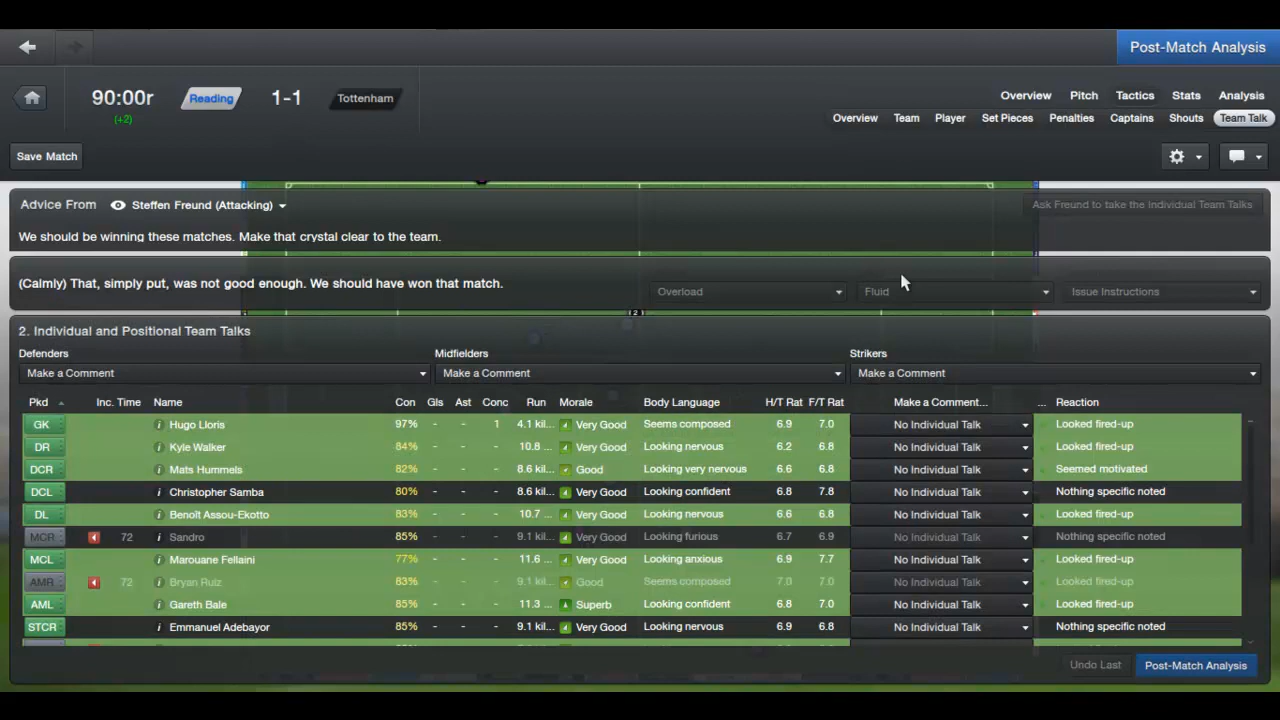 Post-Match Analysis
90:00r Reading 1-1 Tottenham
(+2)
Overview Pitch Tactics Stats Analysis
Overview Team Player Set Pieces Penalties Captains Shouts Team Talk
Save Match
Advice From Steffen Freund (Attacking) Ask Freund to take the Individual Team Talks
We should be winning these matches. Make that crystal clear to the team.
(Calmly) That, simply put, was not good enough. We should have won that match.
Overload Fluid Issue Instructions
2. Individual and Positional Team Talks
Defenders Midfielders Strikers
Make a Comment Make a Comment Make a Comment
Pkd Inc. Time Name Con Gls Ast Conc Run Morale Body Language H/T Rat F/T Rat Make a Comment... ... Reaction
GK i Hugo Lloris 97% - - 1 4.1 kil... Very Good Seems composed 6.9 7.0 No Individual Talk Looked fired-up
DR i Kyle Walker 84% - - - 10.8 ... Very Good Looking nervous 6.2 6.8 No Individual Talk Looked fired-up
DCR i Mats Hummels 82% - - - 8.6 kil... Good Looking very nervous 6.6 6.8 No Individual Talk Seemed motivated
DCL i Christopher Samba 80% - - - 8.6 kil... Very Good Looking confident 6.8 7.8 No Individual Talk Nothing specific noted
DL i Benoît Assou-Ekotto 83% - - - 10.7 ... Very Good Looking nervous 6.6 6.8 No Individual Talk Looked fired-up
MCR 72 i Sandro 85% - - - 9.1 kil... Very Good Looking furious 6.7 6.9 No Individual Talk Nothing specific noted
MCL i Marouane Fellaini 77% - - - 11.6 ... Very Good Looking anxious 6.9 7.7 No Individual Talk Looked fired-up
AMR 72 i Bryan Ruiz 83% - - - 9.1 kil... Good Seems composed 7.0 7.0 No Individual Talk Looked fired-up
AML i Gareth Bale 85% - - - 11.3 ... Superb Looking confident 6.8 7.0 No Individual Talk Looked fired-up
STCR i Emmanuel Adebayor 85% - - - 9.1 kil... Very Good Looking nervous 6.9 6.8 No Individual Talk Nothing specific noted
Undo Last Post-Match Analysis